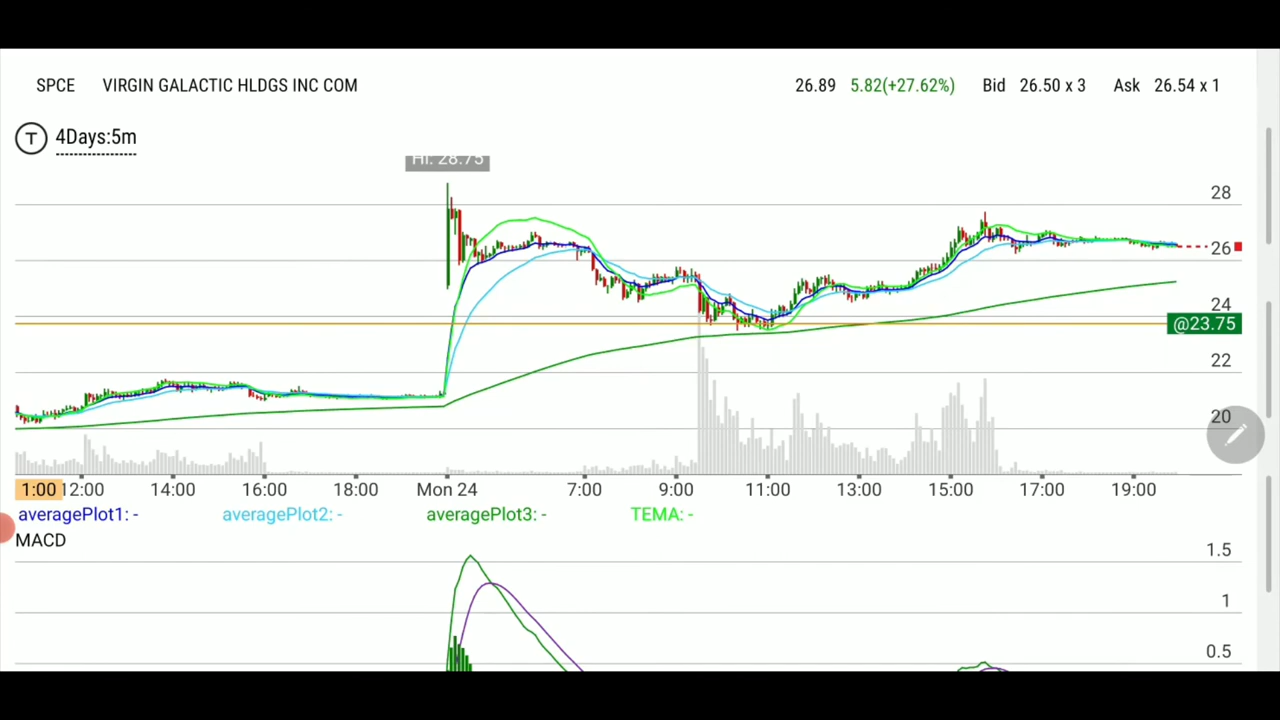 SPCE VIRGIN GALACTIC HLDGS INC COM 26.89 5.82(+27.62%) Bid 26.50 x 3 Ask 26.54 x 1
T 4Days:5m
Hi: 28.75
28
26
24
@23.75
22
20
1:00 12:00 14:00 16:00 18:00 Mon 24 7:00 9:00 11:00 13:00 15:00 17:00 19:00
averagePlot1: - averagePlot2: - averagePlot3: - TEMA: -
MACD
1.5
1
0.5